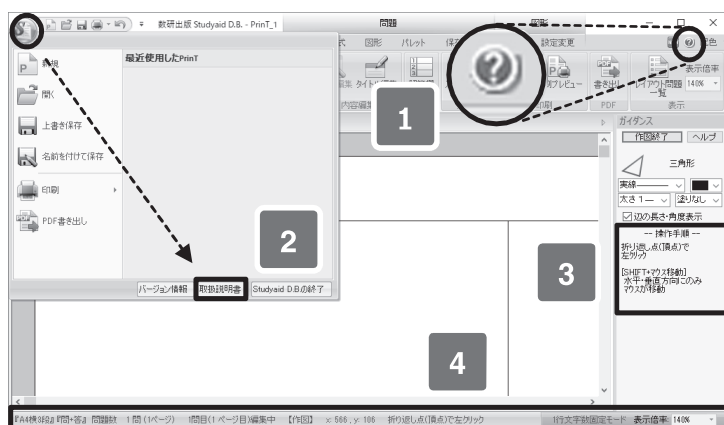 数研出版 Studyaid D.B. - PrinT_1
問題
図形
図形 パレット
設定変更
配色
新規
開く
上書き保存
名前を付けて保存
印刷
PDF書き出し
最近使用したPrinT
バージョン情報 取扱説明書 Studyaid D.B.の終了
書き出し
レイアウト問題一覧
表示倍率
140%
PDF
表示
1
2
3
4
ガイダンス
作図終了 ヘルプ
三角形
実線
太さ 1 塗りなし
辺の長さ・角度表示
-- 操作手順 --
折り返し点(頂点)で
左クリック
[SHIFT+マウス移動]
水平・垂直方向にのみ
マウスが移動
『A4横3段』『問+答』 問題数 1問(1ページ) 1問目(1ページ目)編集中 【作図】 x: 566 , y: 186 折り返し点(頂点)で左クリック 1行文字数固定モード 表示倍率 140%